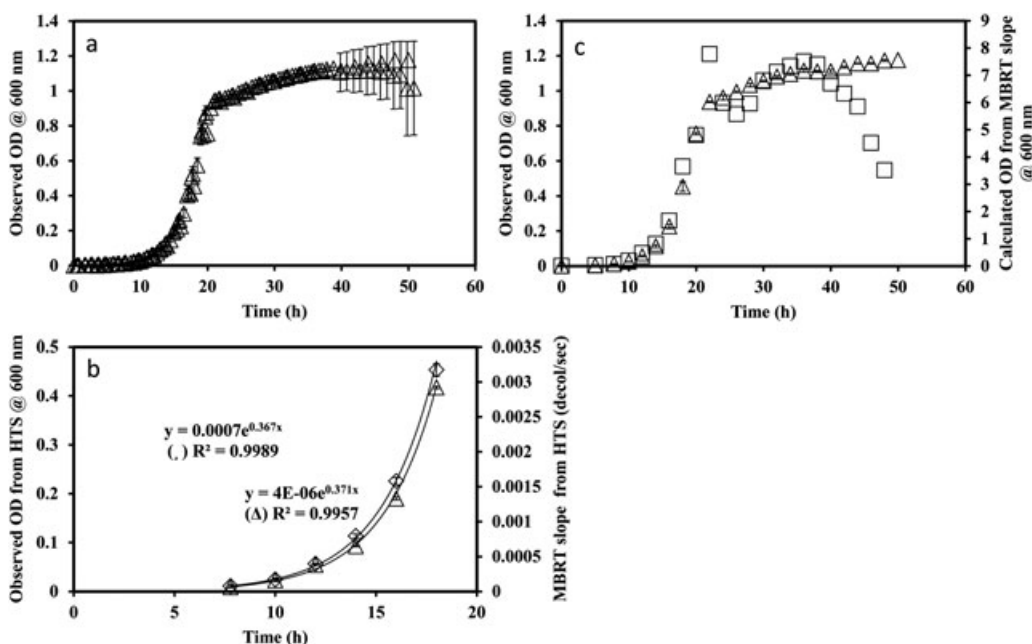 a
Observed OD @ 600 nm
1.4
1.2
1
0.8
0.6
0.4
0.2
0
0 10 20 30 40 50 60
Time (h)
c
Observed OD @ 600 nm
1.4
1.2
1
0.8
0.6
0.4
0.2
0
0 10 20 30 40 50 60
Time (h)
9
8
7
6
5
4
3
2
1
0
Calculated OD from MBRT slope
@ 600 nm
b
Observed OD from HTS @ 600 nm
0.5
0.4
0.3
0.2
0.1
0
y = 0.0007e^0.367x
(¸) R² = 0.9989
y = 4E-06e^0.371x
(Δ) R² = 0.9957
0 5 10 15 20
Time (h)
0.0035
0.003
0.0025
0.002
0.0015
0.001
0.0005
0
MBRT slope from HTS (decol/sec)